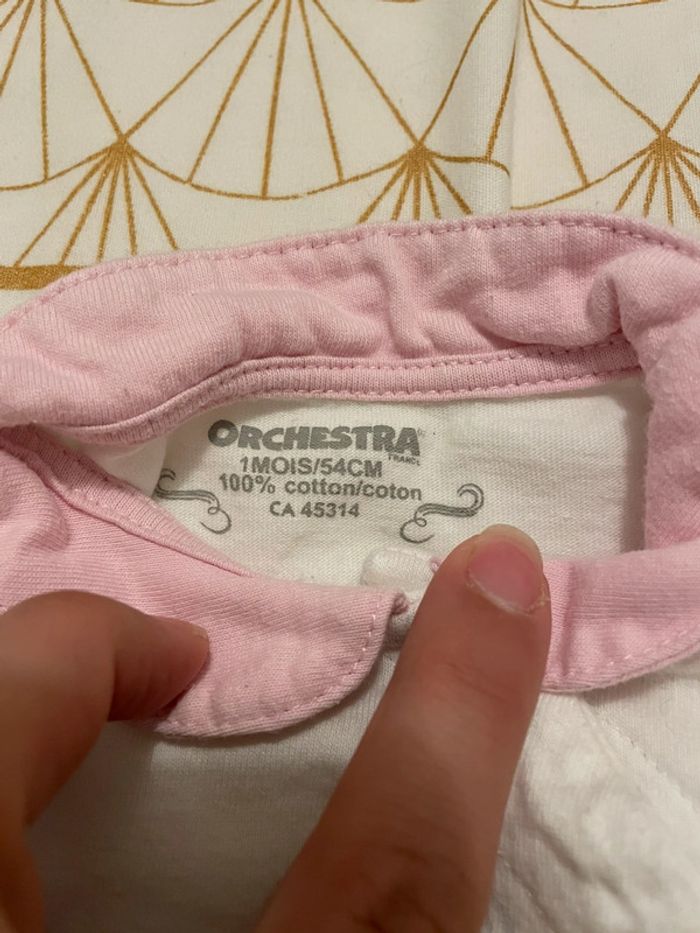 ORCHESTRA
FRANCE
1MOIS/54CM
100% cotton/coton
CA 45314